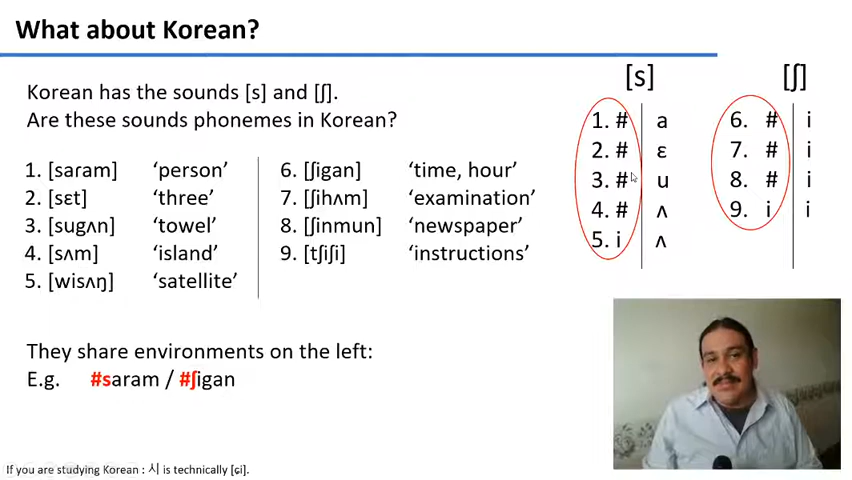 What about Korean?
Korean has the sounds [s] and [ʃ].
Are these sounds phonemes in Korean?
1. [saɾam] ‘person’
2. [sɛt] ‘three’
3. [sugʌn] ‘towel’
4. [sʌm] ‘island’
5. [wisʌŋ] ‘satellite’
6. [ʃigan] ‘time, hour’
7. [ʃihʌm] ‘examination’
8. [ʃinmun] ‘newspaper’
9. [tʃiʃi] ‘instructions’
[s]
1. # a
2. # ɛ
3. # u
4. # ʌ
5. i ʌ
[ʃ]
6. # i
7. # i
8. # i
9. i i
They share environments on the left:
E.g. #saram / #ʃigan
If you are studying Korean : 시 is technically [ɕi].